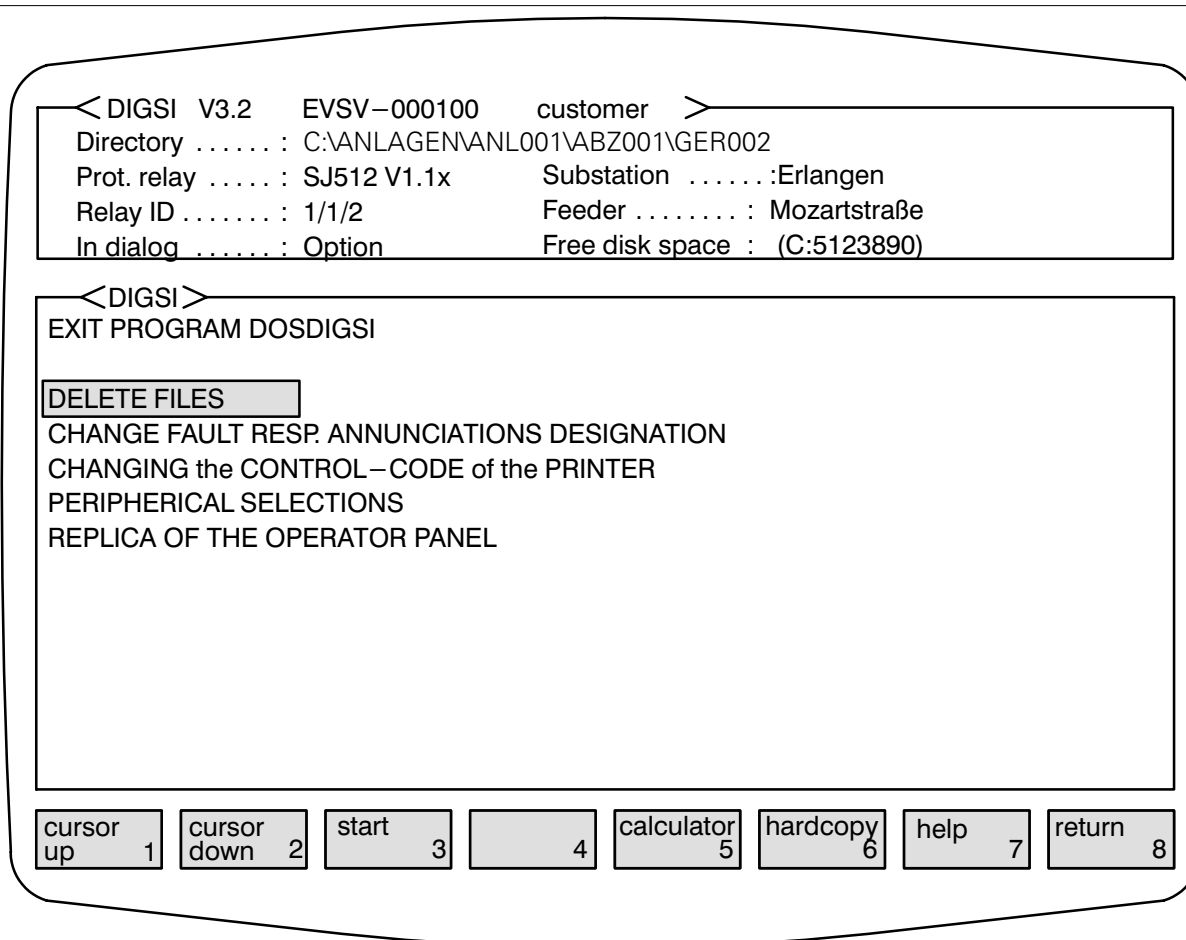 < DIGSI V3.2 EVSV−000100 customer >
Directory . . . . . . : C:\ANLAGEN\ANL001\ABZ001\GER002
Prot. relay . . . . . : SJ512 V1.1x Substation . . . . . . :Erlangen
Relay ID . . . . . . . : 1/1/2 Feeder . . . . . . . . : Mozartstraße
In dialog . . . . . . : Option Free disk space : (C:5123890)
<DIGSI>
EXIT PROGRAM DOSDIGSI
DELETE FILES
CHANGE FAULT RESP. ANNUNCIATIONS DESIGNATION
CHANGING the CONTROL−CODE of the PRINTER
PERIPHERICAL SELECTIONS
REPLICA OF THE OPERATOR PANEL
cursor up 1
cursor down 2
start 3
4
calculator 5
hardcopy 6
help 7
return 8